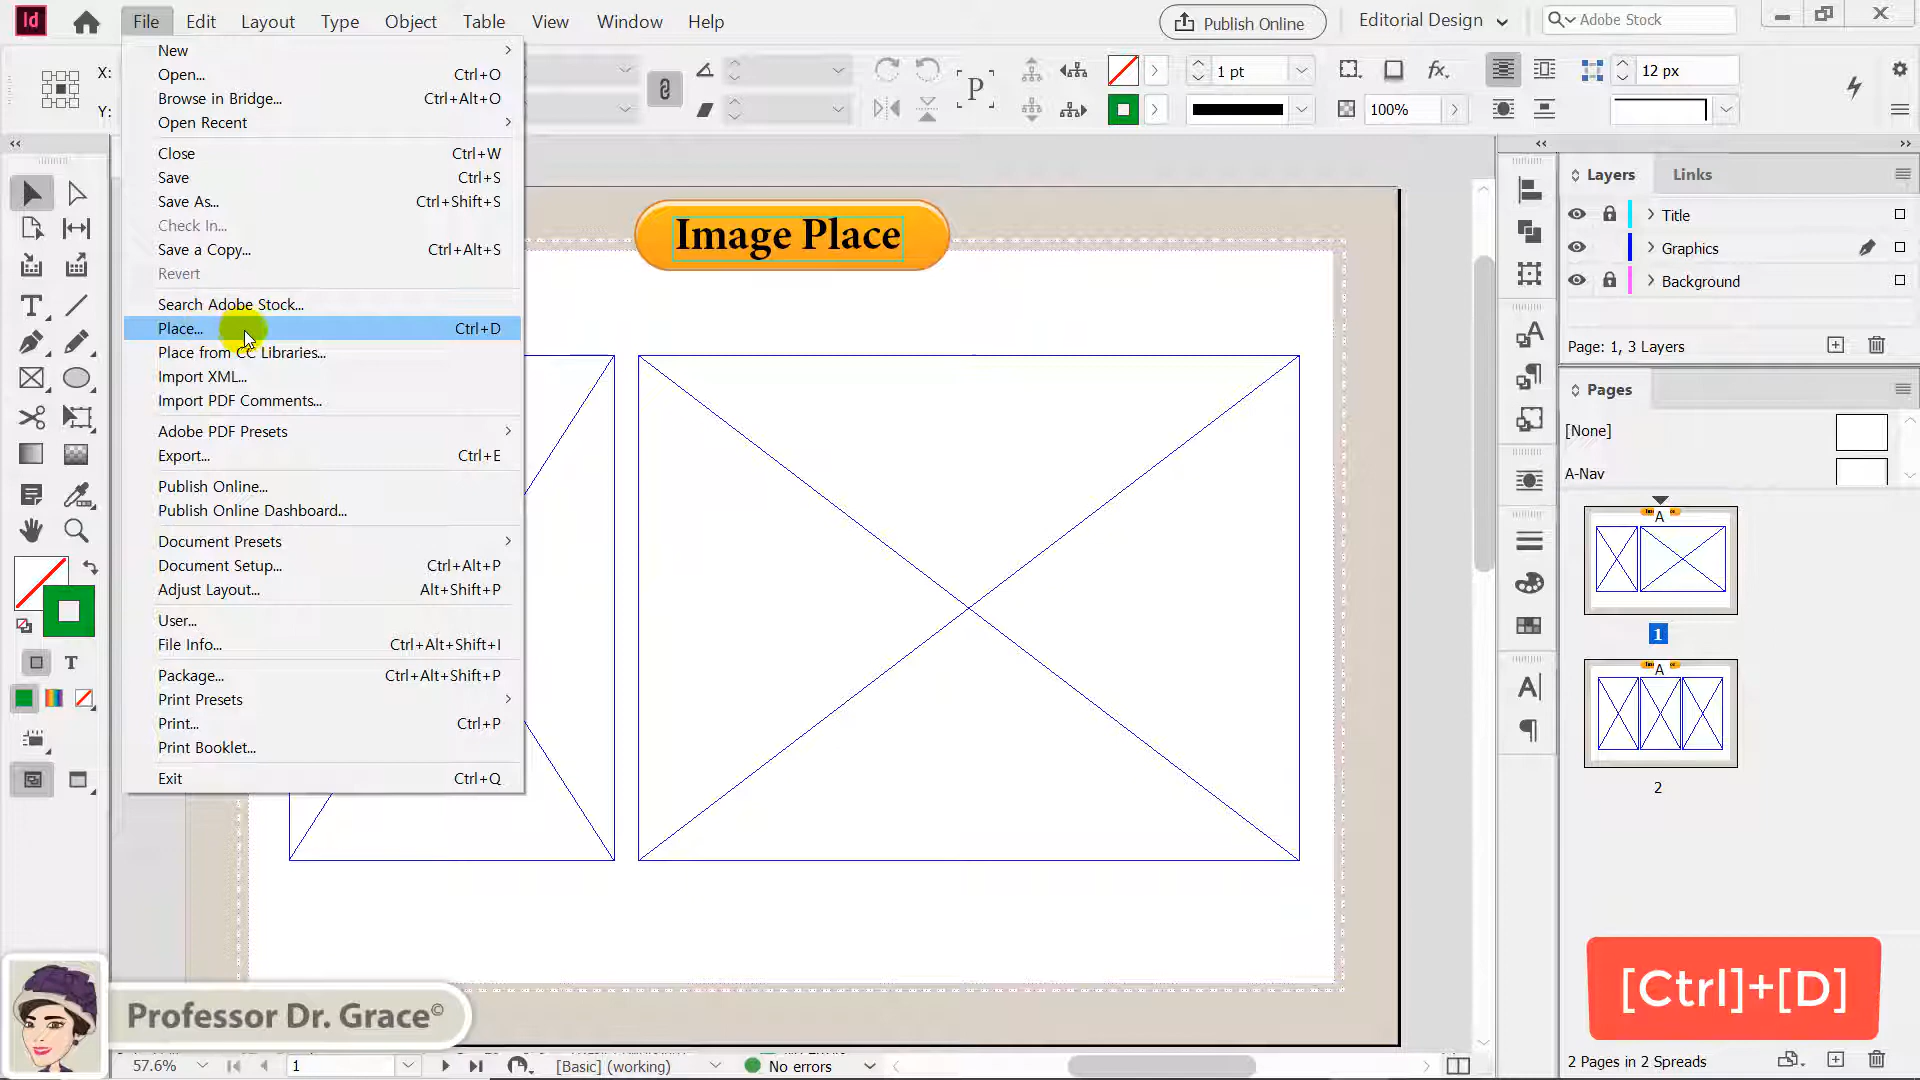 Id File Edit Layout Type Object Table View Window Help Publish Online Editorial Design Adobe Stock
X:
Y:
P
1 pt
fx.
12 px
100%
New
Open... Ctrl+O
Browse in Bridge... Ctrl+Alt+O
Open Recent
Close Ctrl+W
Save Ctrl+S
Save As... Ctrl+Shift+S
Check In...
Save a Copy... Ctrl+Alt+S
Revert
Search Adobe Stock...
Place... Ctrl+D
Place from CC Libraries...
Import XML...
Import PDF Comments...
Adobe PDF Presets
Export... Ctrl+E
Publish Online...
Publish Online Dashboard...
Document Presets
Document Setup... Ctrl+Alt+P
Adjust Layout... Alt+Shift+P
User...
File Info... Ctrl+Alt+Shift+I
Package... Ctrl+Alt+Shift+P
Print Presets
Print... Ctrl+P
Print Booklet...
Exit Ctrl+Q
Image Place
Layers Links
Title
Graphics
Background
Page: 1, 3 Layers
Pages
[None]
A-Nav
A
1
A
2
[Ctrl]+[D]
Professor Dr. Grace©
57.6% 1 [Basic] (working) No errors
2 Pages in 2 Spreads